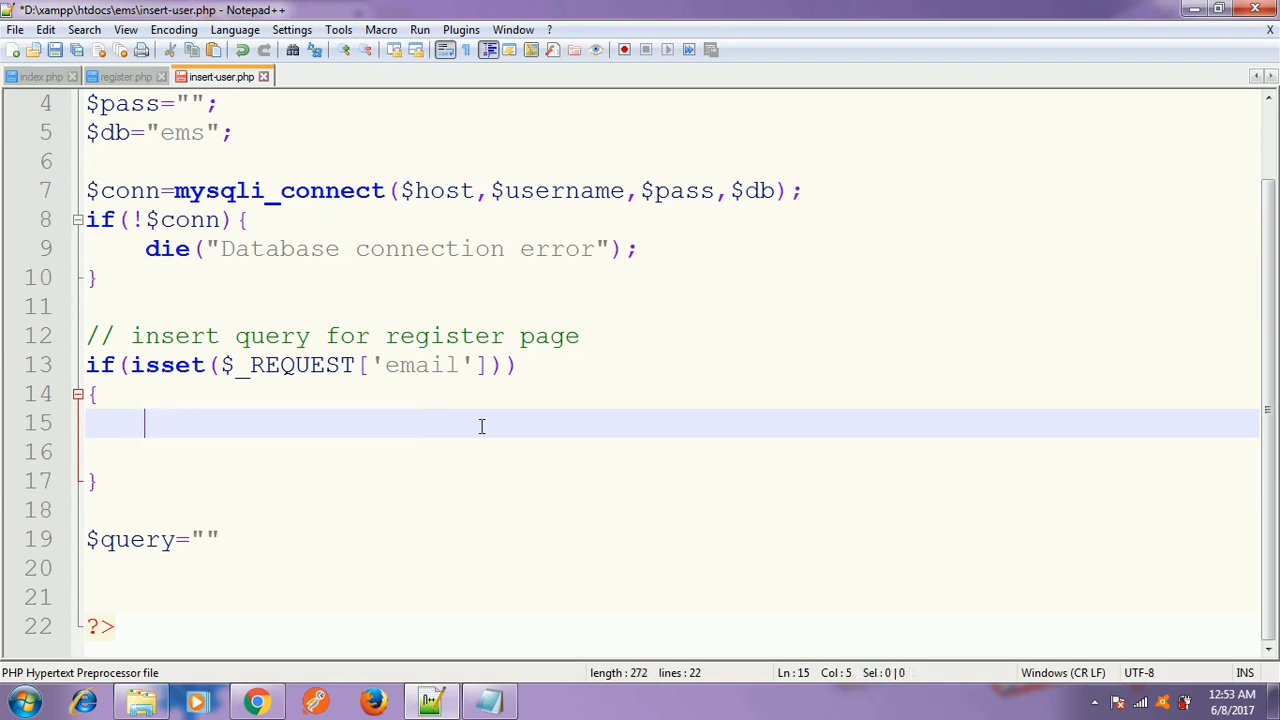 *D:\xampp\htdocs\ems\insert-user.php - Notepad++
File Edit Search View Encoding Language Settings Tools Macro Run Plugins Window ? X
index.php register.php insert-user.php
4 $pass="";
5 $db="ems";
6
7 $conn=mysqli_connect($host,$username,$pass,$db);
8 if(!$conn){
9 die("Database connection error");
10 }
11
12 // insert query for register page
13 if(isset($_REQUEST['email']))
14 {
15
16
17 }
18
19 $query=""
20
21
22 ?>
PHP Hypertext Preprocessor file length : 272 lines : 22 Ln : 15 Col : 5 Sel : 0 | 0 Windows (CR LF) UTF-8 INS
12:53 AM
6/8/2017